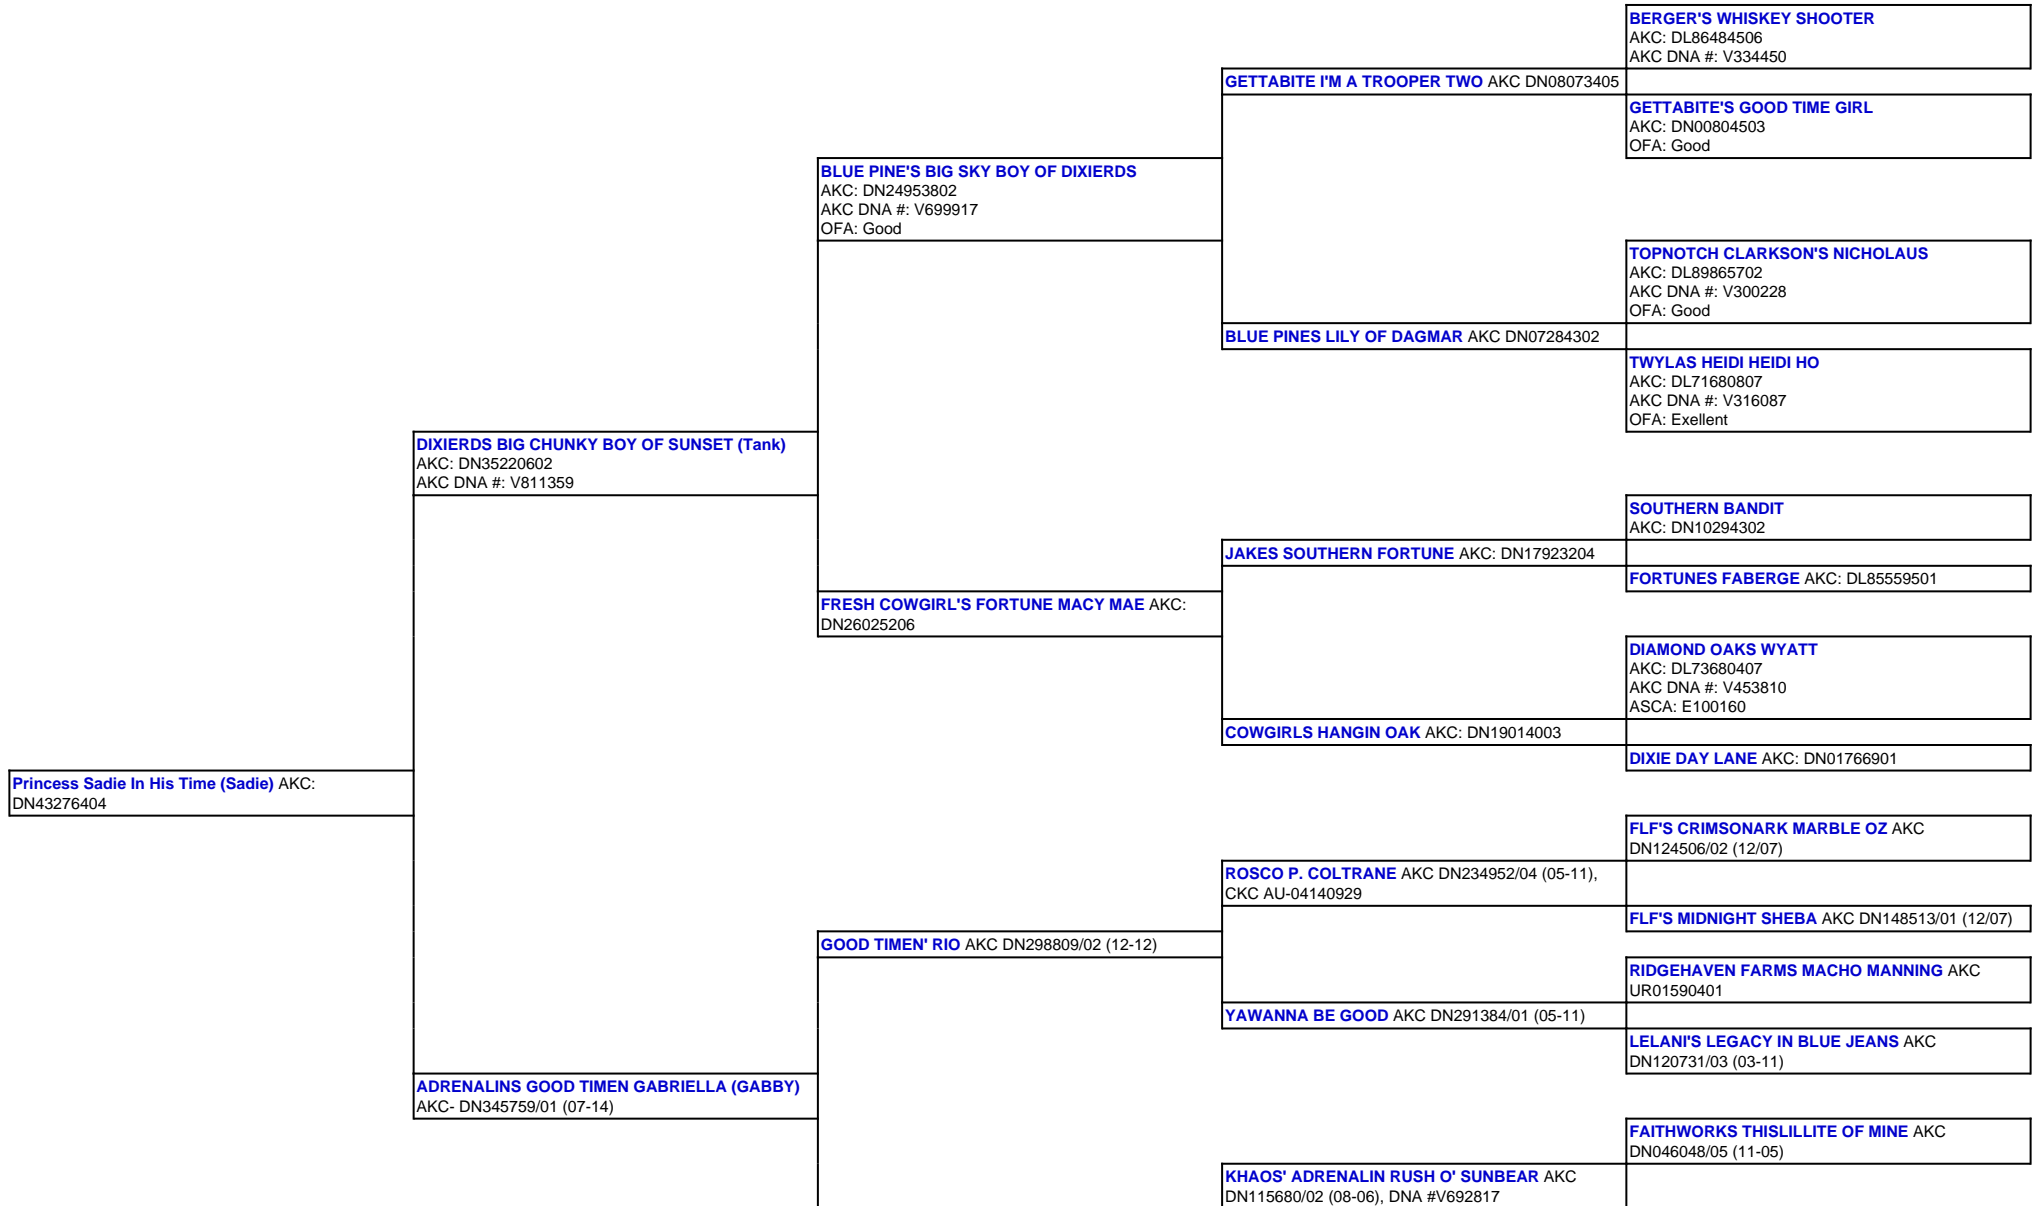 BERGER'S WHISKEY SHOOTER
AKC: DL86484506
AKC DNA #: V334450
GETTABITE I'M A TROOPER TWO AKC DN08073405
GETTABITE'S GOOD TIME GIRL
AKC: DN00804503
OFA: Good
BLUE PINE'S BIG SKY BOY OF DIXIERDS
AKC: DN24953802
AKC DNA #: V699917
OFA: Good
TOPNOTCH CLARKSON'S NICHOLAUS
AKC: DL89865702
AKC DNA #: V300228
OFA: Good
BLUE PINES LILY OF DAGMAR AKC DN07284302
TWYLAS HEIDI HEIDI HO
AKC: DL71680807
AKC DNA #: V316087
OFA: Exellent
DIXIERDS BIG CHUNKY BOY OF SUNSET (Tank)
AKC: DN35220602
AKC DNA #: V811359
SOUTHERN BANDIT
AKC: DN10294302
JAKES SOUTHERN FORTUNE AKC: DN17923204
FORTUNES FABERGE AKC: DL85559501
FRESH COWGIRL'S FORTUNE MACY MAE AKC:
DN26025206
DIAMOND OAKS WYATT
AKC: DL73680407
AKC DNA #: V453810
ASCA: E100160
COWGIRLS HANGIN OAK AKC: DN19014003
DIXIE DAY LANE AKC: DN01766901
Princess Sadie In His Time (Sadie) AKC:
DN43276404
FLF'S CRIMSONARK MARBLE OZ AKC
DN124506/02 (12/07)
ROSCO P. COLTRANE AKC DN234952/04 (05-11),
CKC AU-04140929
FLF'S MIDNIGHT SHEBA AKC DN148513/01 (12/07)
GOOD TIMEN' RIO AKC DN298809/02 (12-12)
RIDGEHAVEN FARMS MACHO MANNING AKC
UR01590401
YAWANNA BE GOOD AKC DN291384/01 (05-11)
LELANI'S LEGACY IN BLUE JEANS AKC
DN120731/03 (03-11)
ADRENALINS GOOD TIMEN GABRIELLA (GABBY)
AKC- DN345759/01 (07-14)
FAITHWORKS THISLILLITE OF MINE AKC
DN046048/05 (11-05)
KHAOS' ADRENALIN RUSH O' SUNBEAR AKC
DN115680/02 (08-06), DNA #V692817